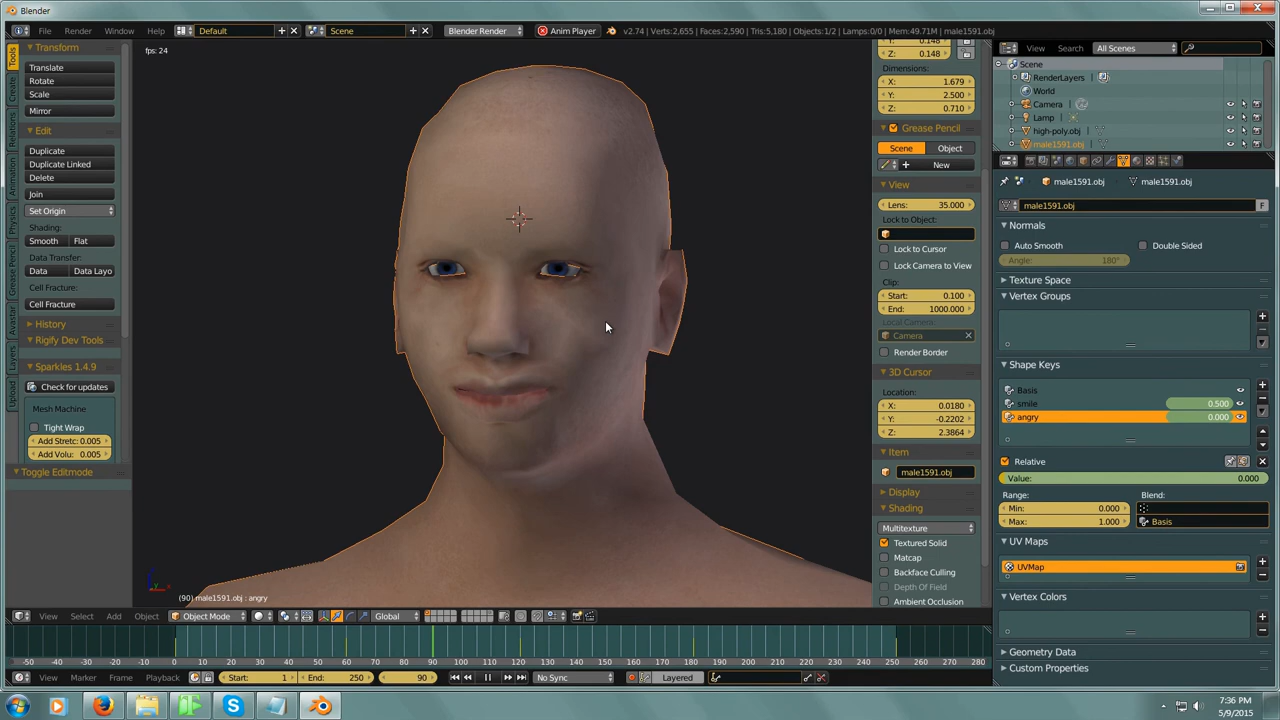 Blender
File Render Window Help Default Scene Blender Render Anim Player v2.74 | Verts:2,655 | Faces:2,590 | Tris:5,180 | Objects:1/2 | Lamps:0/0 | Mem:49.71M | male1591.obj
fps: 24
Tools
Create
Relations
Animation
Physics
Grease Pencil
Avastar
Layers
Upload
Transform
Translate
Rotate
Scale
Mirror
Edit
Duplicate
Duplicate Linked
Delete
Join
Set Origin
Shading:
Smooth Flat
Data Transfer:
Data Data Layo
Cell Fracture:
Cell Fracture
History
Rigify Dev Tools
Sparkles 1.4.9
Check for updates
Mesh Machine
Tight Wrap
Add Stretc: 0.005
Add Volu: 0.005
Toggle Editmode
Z: 0.148
Dimensions:
X: 1.679
Y: 2.500
Z: 0.710
Grease Pencil
Scene Object
New
View
Lens: 35.000
Lock to Object:
Lock to Cursor
Lock Camera to View
Clip:
Start: 0.100
End: 1000.000
Local Camera:
Camera
Render Border
3D Cursor
Location:
X: 0.0180
Y: -0.2202
Z: 2.3864
Item
male1591.obj
Display
Shading
Multitexture
Textured Solid
Matcap
Backface Culling
Depth Of Field
Ambient Occlusion
View Search All Scenes
Scene
RenderLayers
World
Camera
Lamp
high-poly.obj
male1591.obj
male1591.obj male1591.obj
male1591.obj F
Normals
Auto Smooth Double Sided
Angle: 180°
Texture Space
Vertex Groups
Shape Keys
Basis
smile 0.500
angry 0.000
Relative
Value: 0.000
Range: Blend:
Min: 0.000
Max: 1.000 Basis
UV Maps
UVMap
Vertex Colors
Geometry Data
Custom Properties
(90) male1591.obj : angry
View Select Add Object Object Mode Global
-50 -40 -30 -20 -10 0 10 20 30 40 50 60 70 80 90 100 110 120 130 140 150 160 170 180 190 200 210 220 230 240 250 260 270 280
View Marker Frame Playback Start: 1 End: 250 90 No Sync Layered
7:36 PM
5/9/2015